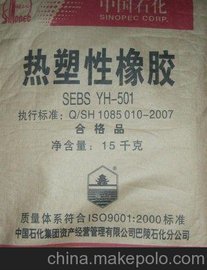 中国石化
SINOPEC CORP.
热塑性橡胶
SEBS YH-501
执行标准：Q/SH 1085 010-2007
合格品
净含量：15千克
质量体系符合ISO9001:2000标准
中国石化集团资产经营管理有限公司巴陵石化分公司
china.makepolo.com